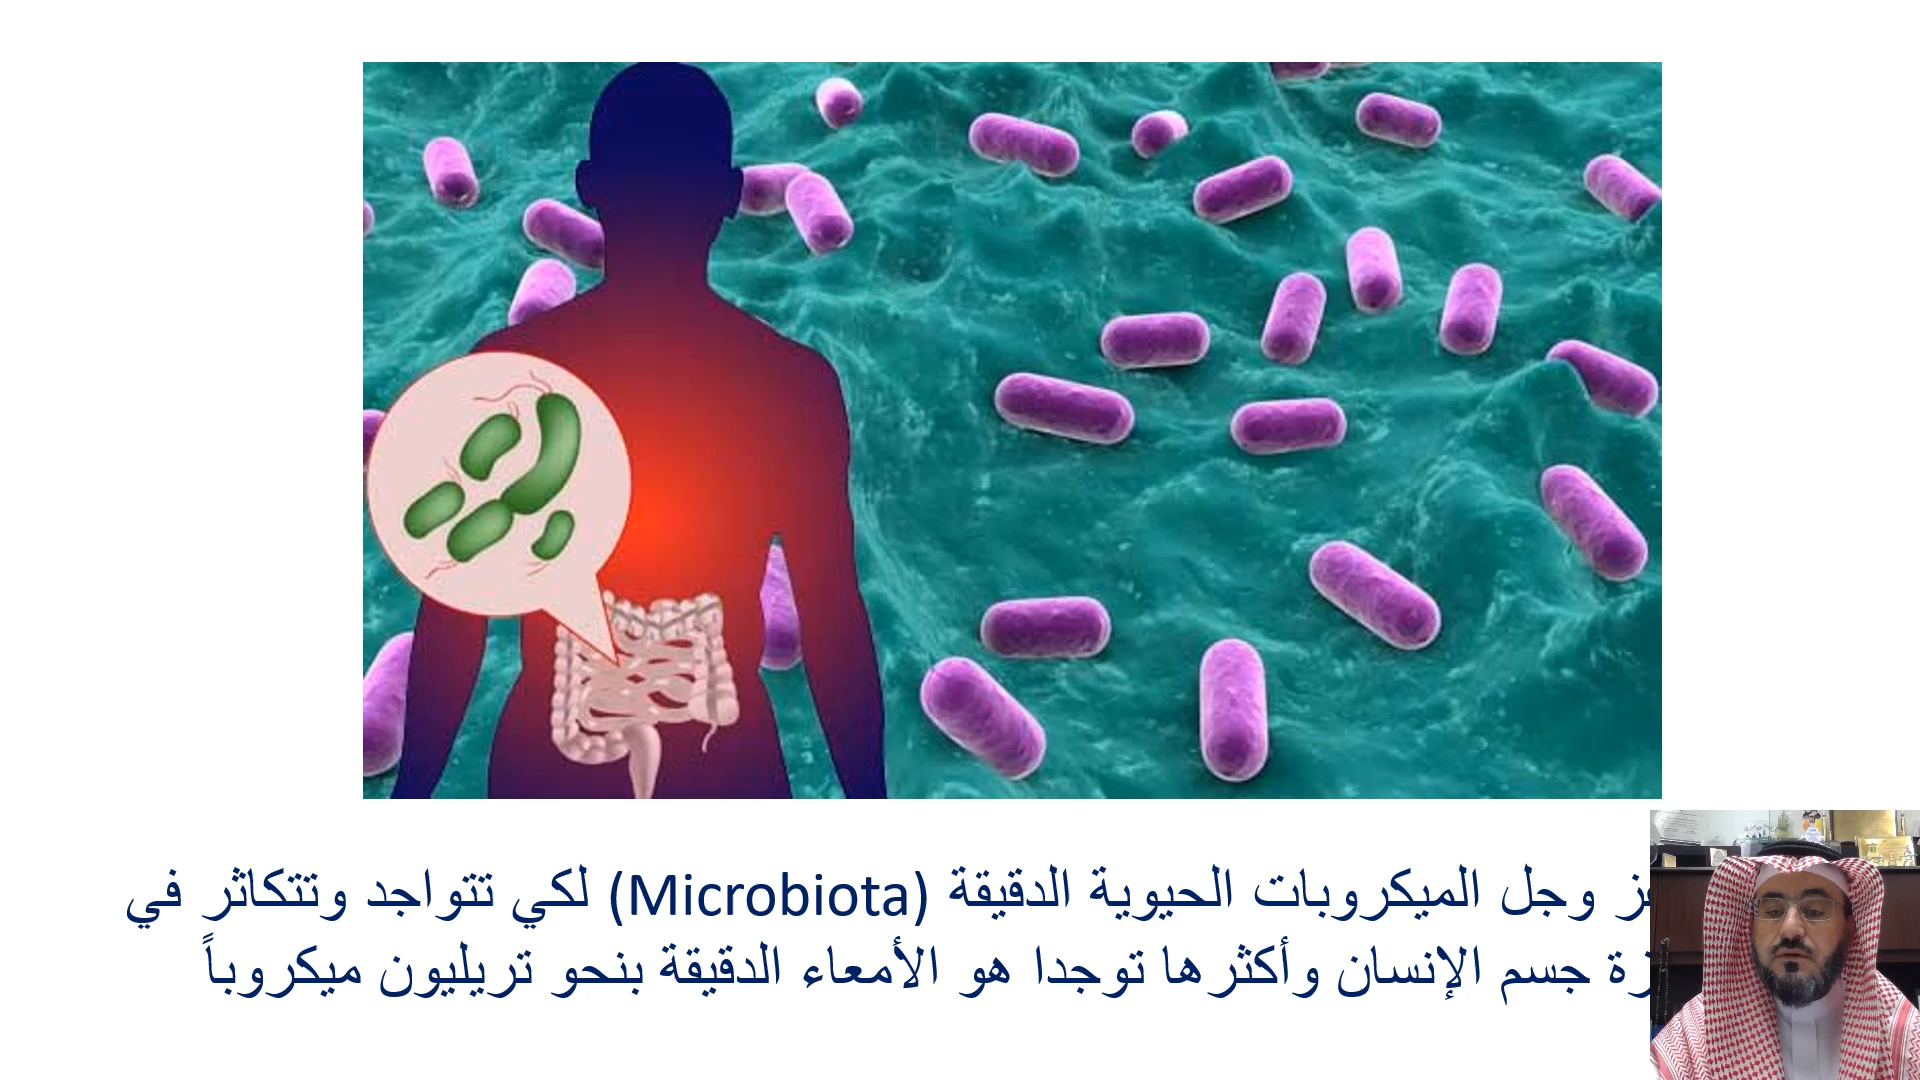 عز وجل الميكروبات الحيوية الدقيقة (Microbiota) لكي تتواجد وتتكاثر في
جسم الإنسان وأكثرها توجدا هو الأمعاء الدقيقة بنحو تريليون ميكروباً